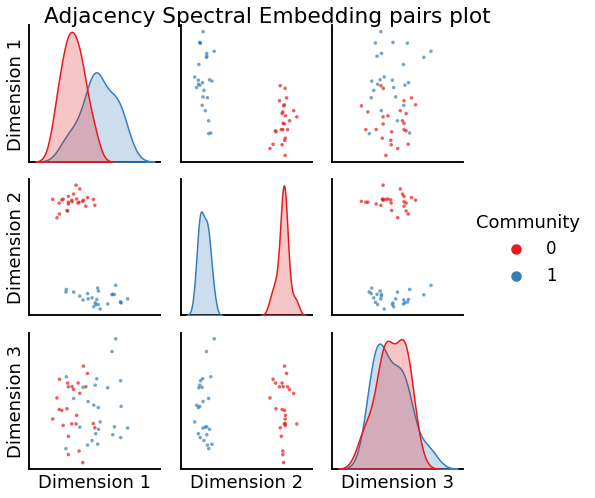 Adjacency Spectral Embedding pairs plot
Dimension 1
Dimension 2
Dimension 3
Community
0
1
Dimension 1
Dimension 2
Dimension 3